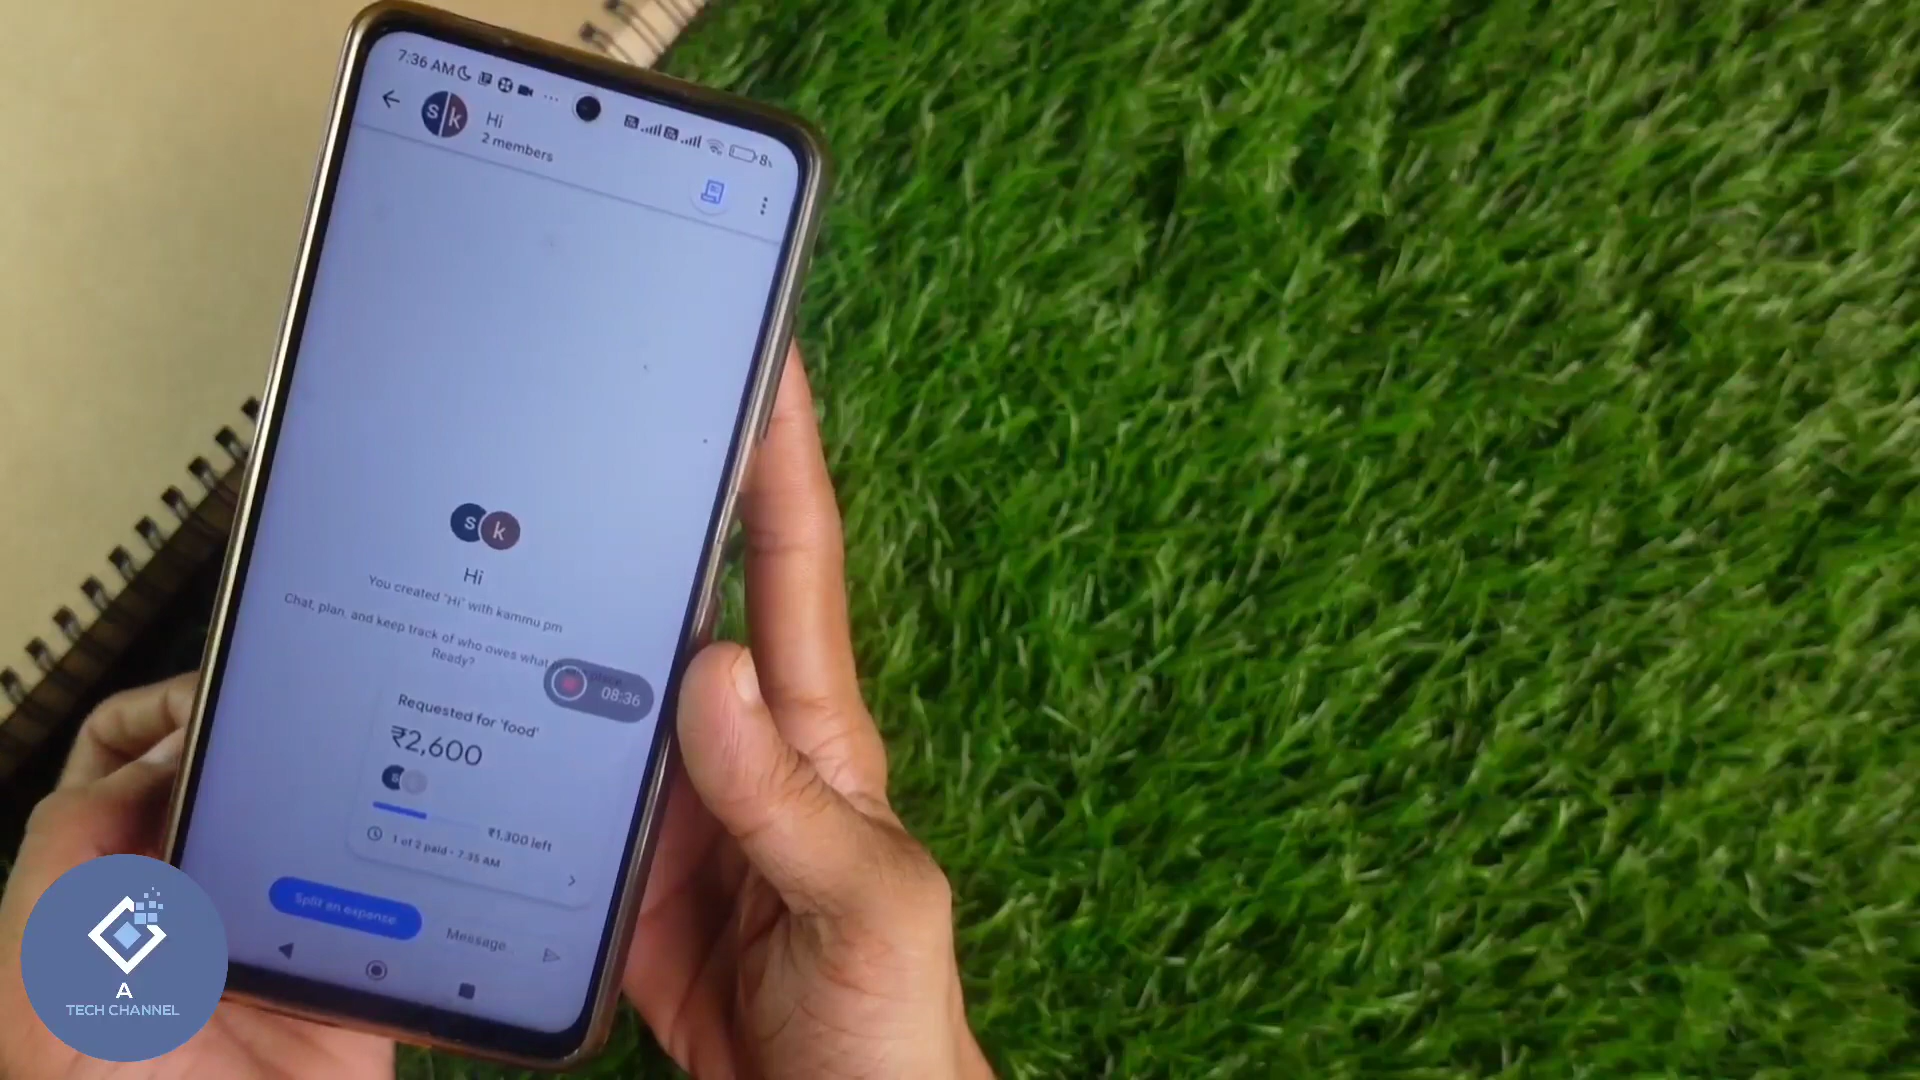 7:36 AM
8%
s k
Hi
2 members
s k
Hi
You created "Hi" with kammu pm
Chat, plan, and keep track of who owes what
Ready?
08:36
Requested for 'food'
₹2,600
s
₹1,300 left
1 of 2 paid • 7:35 AM
Split an expense
Message...
A
TECH CHANNEL